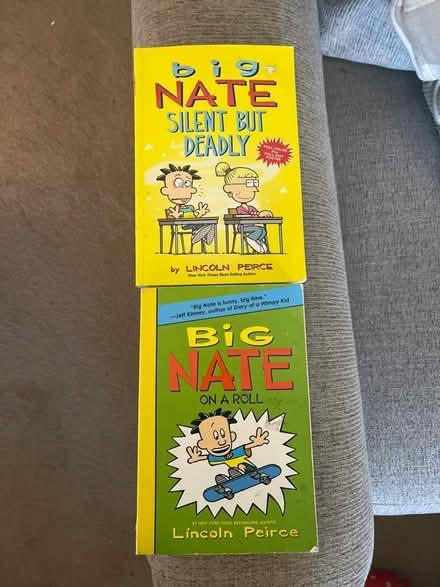 big
NATE
SILENT BUT
DEADLY
by LINCOLN PEIRCE
New York Times Best-Selling Author
"Big Nate is funny, big time."
—Jeff Kinney, author of Diary of a Wimpy Kid
BiG
NATE
ON A ROLL
#1 NEW YORK TIMES BESTSELLING AUTHOR
Lincoln Peirce